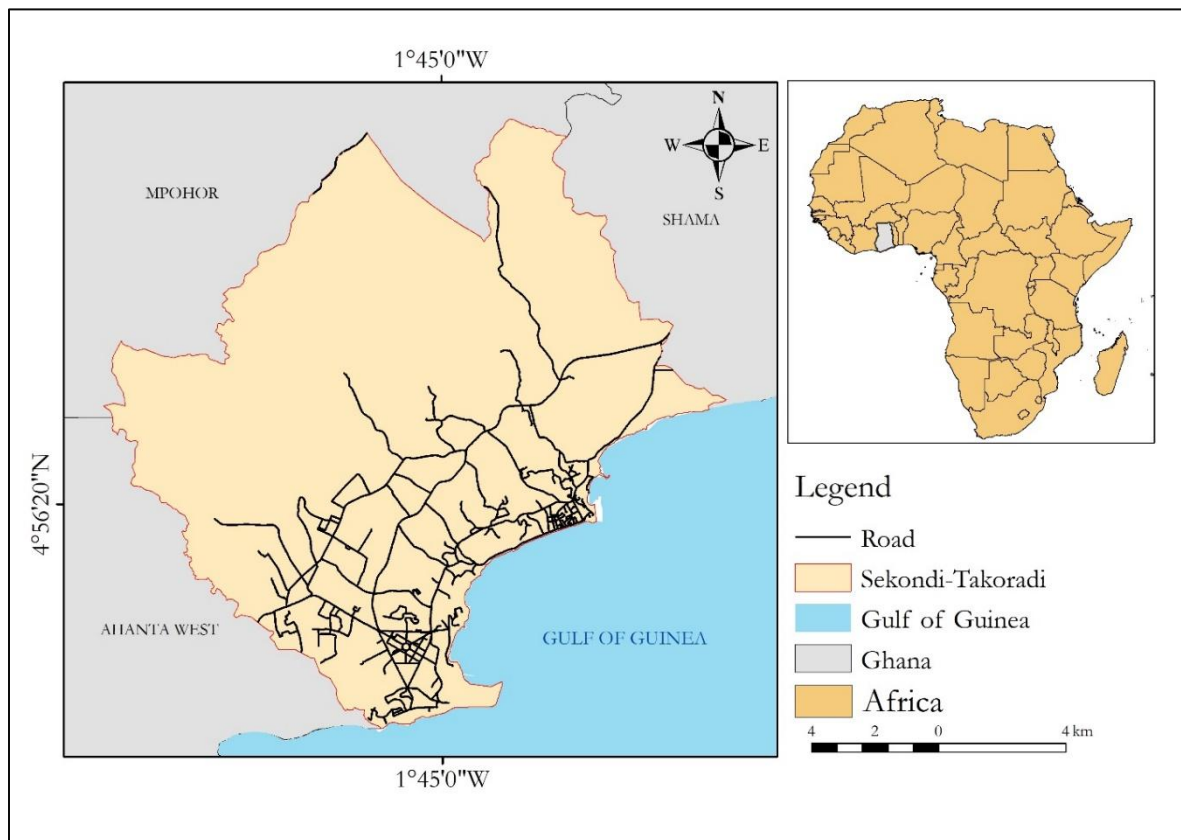 1°45'0"W
N
W E
S
MPOHOR
SHAMA
4°56'20"N
AHANTA WEST
GULF OF GUINEA
1°45'0"W
Legend
Road
Sekondi-Takoradi
Gulf of Guinea
Ghana
Africa
4 2 0 4 km